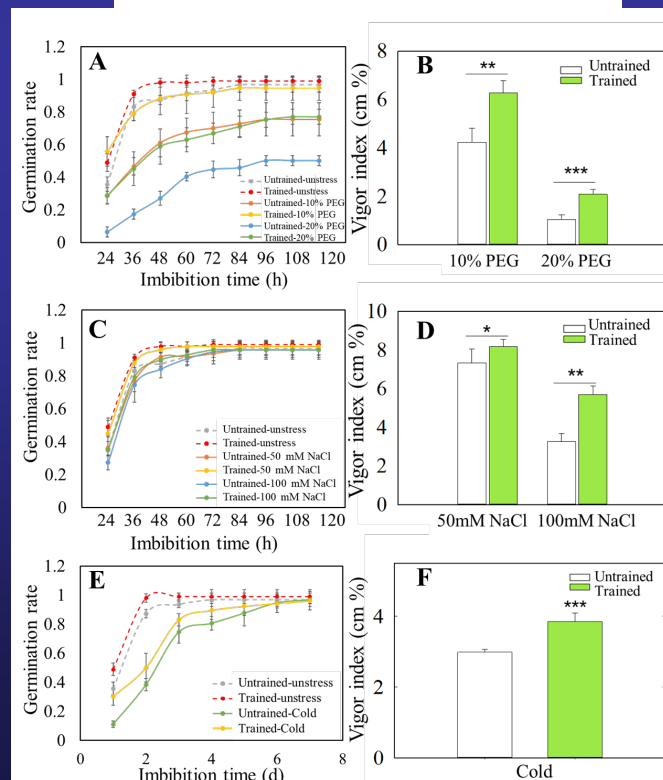 A
Germination rate
1.2
1
0.8
0.6
0.4
0.2
0
24 36 48 60 72 84 96 108 120
Imbibition time (h)
Untrained-unstress
Trained-unstress
Untrained-10% PEG
Trained-10% PEG
Untrained-20% PEG
Trained-20% PEG
B
Vigor index (cm %)
8
6
4
2
0
Untrained
Trained
**
***
10% PEG 20% PEG
C
Germination rate
1.2
1
0.8
0.6
0.4
0.2
0
24 36 48 60 72 84 96 108 120
Imbibition time (h)
Untrained-unstress
Trained-unstress
Untrained-50 mM NaCl
Trained-50 mM NaCl
Untrained-100 mM NaCl
Trained-100 mM NaCl
D
Vigor index (cm %)
10
8
6
4
2
0
Untrained
Trained
*
**
50mM NaCl 100mM NaCl
E
Germination rate
1.2
1
0.8
0.6
0.4
0.2
0
0 2 4 6 8
Imbibition time (d)
Untrained-unstress
Trained-unstress
Untrained-Cold
Trained-Cold
F
Vigor index (cm %)
4
2
0
Untrained
Trained
***
Cold